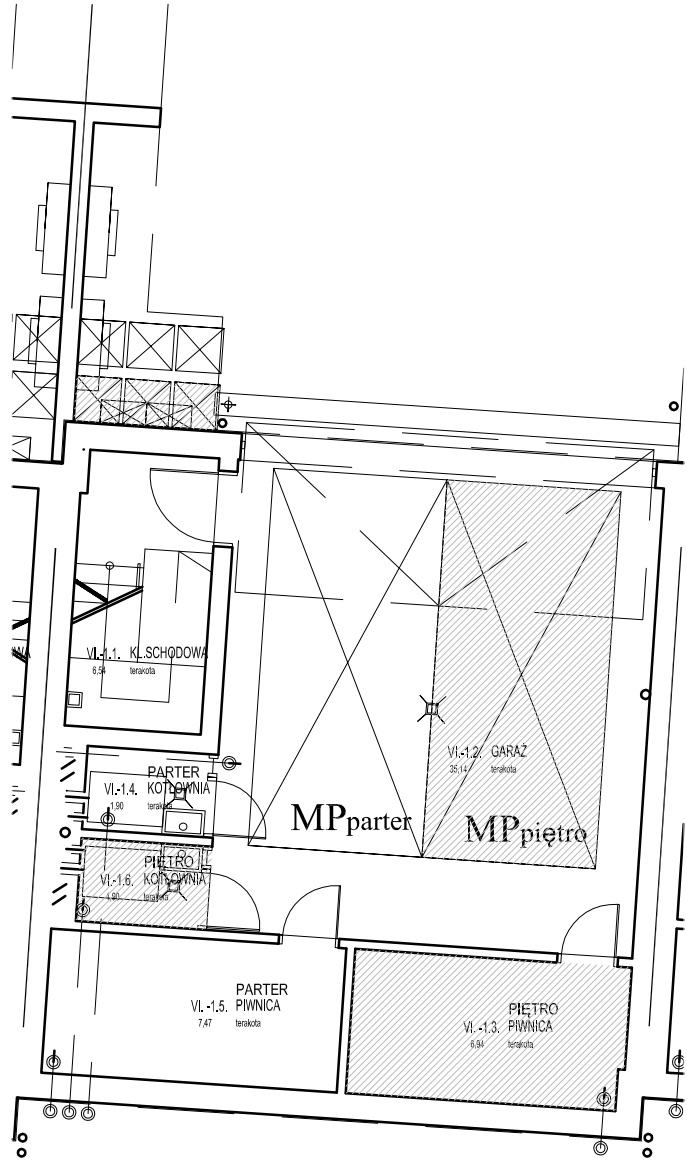 VI.-1.1. KL.SCHODOWA
6,54 terakota
VI.-1.2. GARAŻ
35,14 terakota
PARTER
VI.-1.4. KOTŁOWNIA
1,90 terakota
MPparter
MPpiętro
PIĘTRO
VI.-1.6. KOTŁOWNIA
1,90 terakota
PARTER
VI. -1.5. PIWNICA
7,47 terakota
PIĘTRO
VI. -1.3. PIWNICA
6,94 terakota